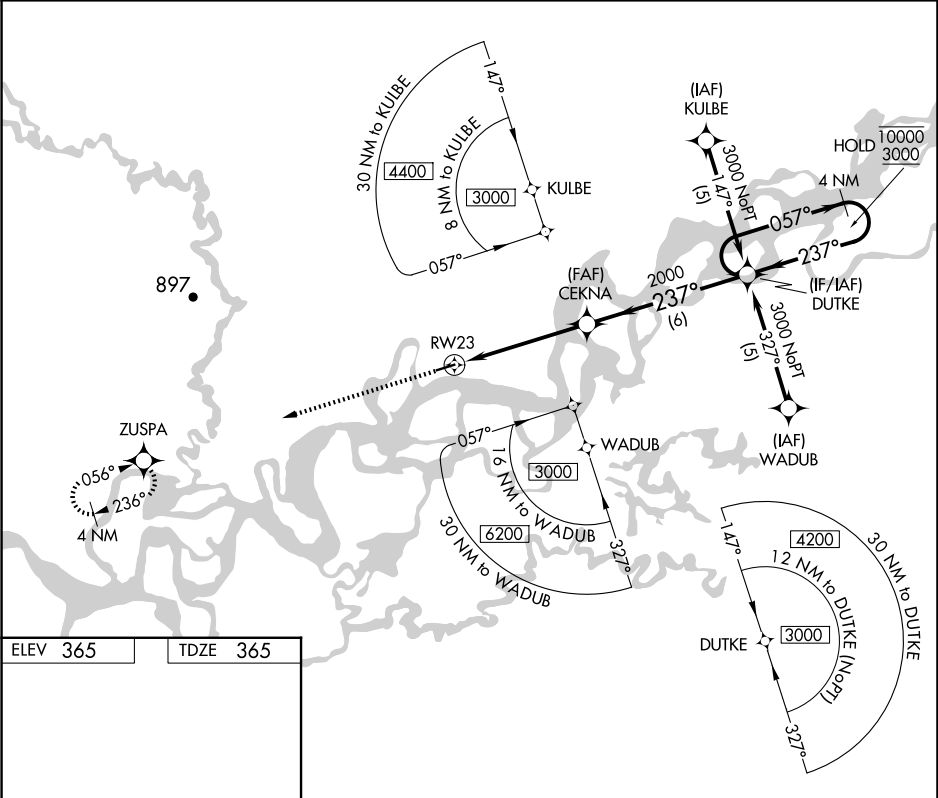 (IAF)
KULBE
3000 NoPT
147°
(5)
HOLD 10000
3000
4 NM
057°
237°
(IF/IAF)
DUTKE
3000 NoPT
327°
(5)
(IAF)
WADUB
2000
237°
(6)
(FAF)
CEKNA
RW23
897
ZUSPA
056°
236°
4 NM
30 NM to KULBE
4400
8 NM to KULBE
3000
147°
KULBE
057°
057°
WADUB
16 NM to WADUB
3000
6200
30 NM to WADUB
327°
147°
4200
30 NM to DUTKE
12 NM to DUTKE (NoPT)
3000
DUTKE
327°
ELEV 365
TDZE 365